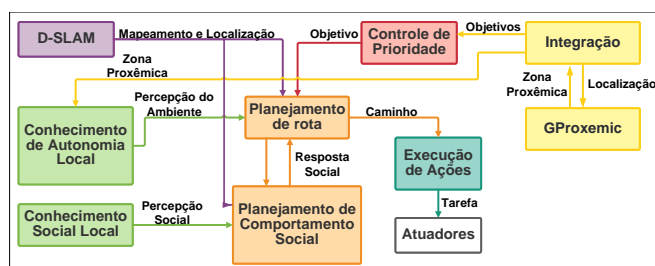 D-SLAM
Mapeamento e Localização
Objetivo
Controle de
Prioridade
Objetivos
Integração
Zona
Proxêmica
Zona
Proxêmica
Localização
Percepção do
Ambiente
Conhecimento
de Autonomia
Local
Planejamento
de rota
Caminho
GProxemic
Resposta
Social
Execução
de Ações
Percepção
Social
Conhecimento
Social Local
Planejamento de
Comportamento
Social
Tarefa
Atuadores